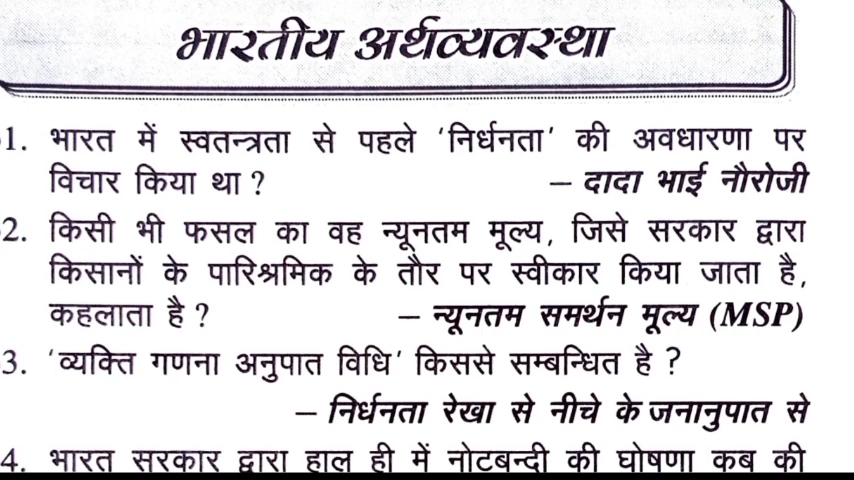 भारतीय अर्थव्यवस्था
1. भारत में स्वतन्त्रता से पहले 'निर्धनता' की अवधारणा पर
विचार किया था ? – दादा भाई नौरोजी
2. किसी भी फसल का वह न्यूनतम मूल्य, जिसे सरकार द्वारा
किसानों के पारिश्रमिक के तौर पर स्वीकार किया जाता है,
कहलाता है ? – न्यूनतम समर्थन मूल्य (MSP)
3. 'व्यक्ति गणना अनुपात विधि' किससे सम्बन्धित है ?
– निर्धनता रेखा से नीचे के जनानुपात से
4. भारत सरकार द्वारा हाल ही में नोटबन्दी की घोषणा कब की